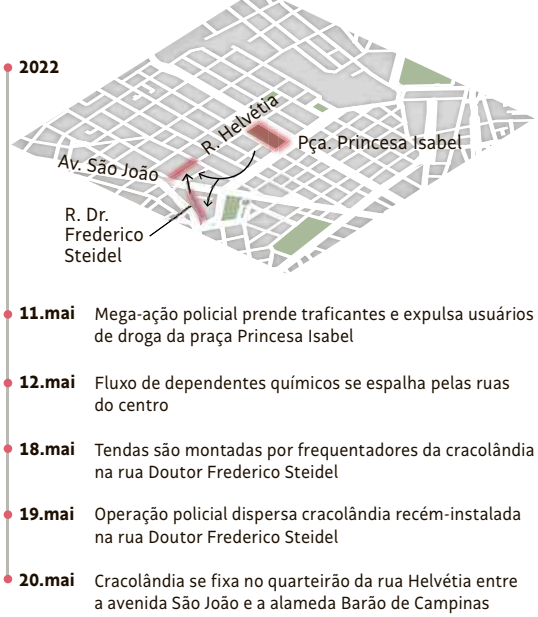 2022
R. Helvétia
Pça. Princesa Isabel
Av. São João
R. Dr.
Frederico
Steidel
11.mai Mega-ação policial prende traficantes e expulsa usuários
de droga da praça Princesa Isabel
12.mai Fluxo de dependentes químicos se espalha pelas ruas
do centro
18.mai Tendas são montadas por frequentadores da cracolândia
na rua Doutor Frederico Steidel
19.mai Operação policial dispersa cracolândia recém-instalada
na rua Doutor Frederico Steidel
20.mai Cracolândia se fixa no quarteirão da rua Helvétia entre
a avenida São João e a alameda Barão de Campinas